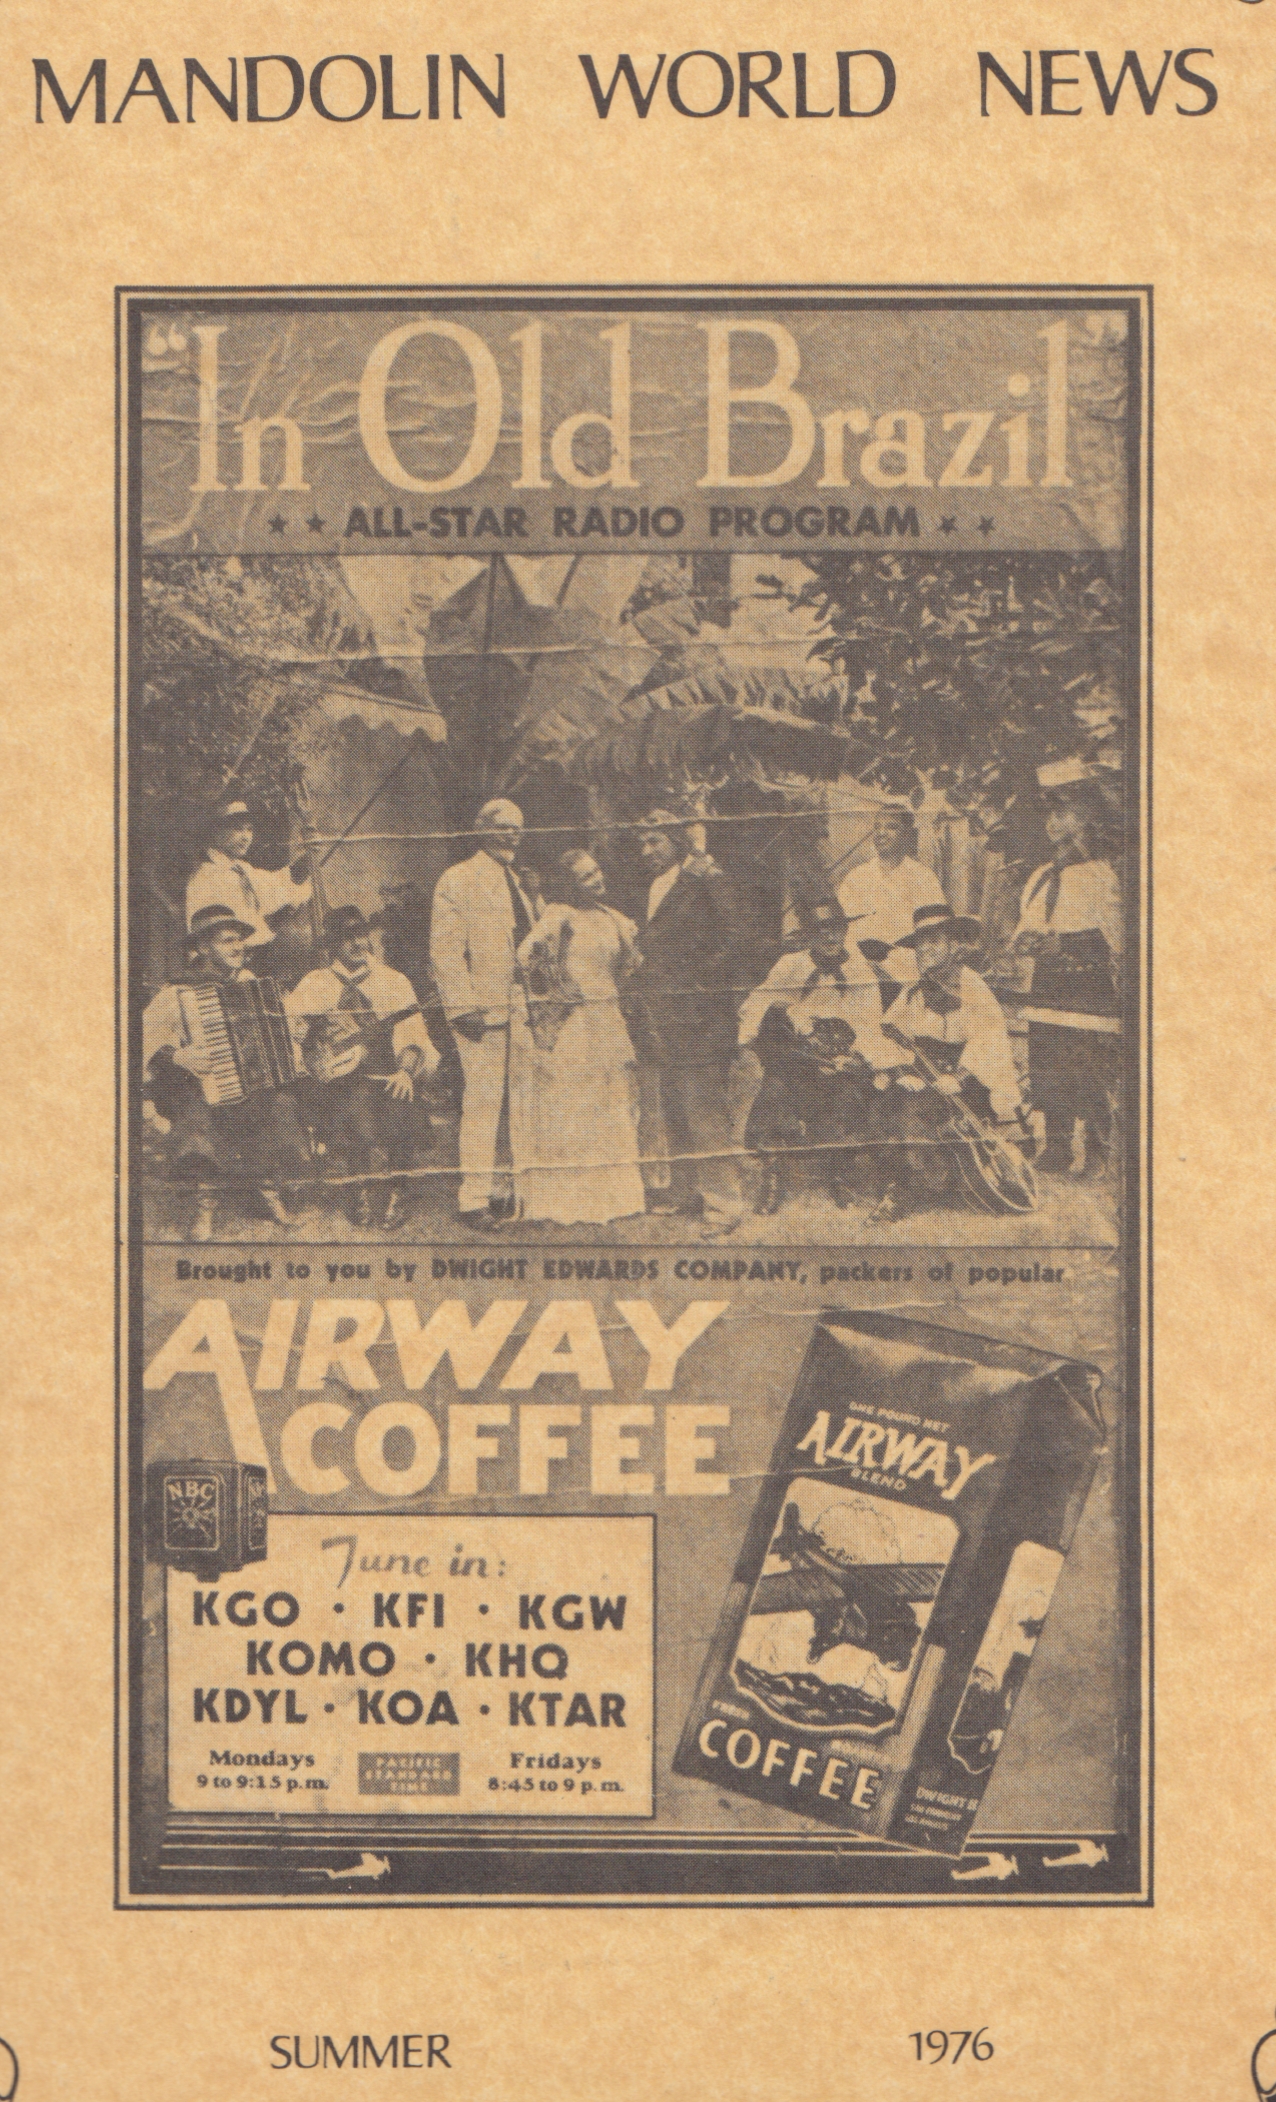 MANDOLIN WORLD NEWS
"In Old Brazil
★ ★ ALL-STAR RADIO PROGRAM ★ ★
Brought to you by DWIGHT EDWARDS COMPANY, packers of popular
AIRWAY
COFFEE
ONE POUND NET
AIRWAY
BLEND
COFFEE
DWIGHT
NBC
Tune in:
KGO · KFI · KGW
KOMO · KHQ
KDYL · KOA · KTAR
Mondays
9 to 9:15 p.m.
PACIFIC
STANDARD
TIME
Fridays
8:45 to 9 p.m.
SUMMER 1976